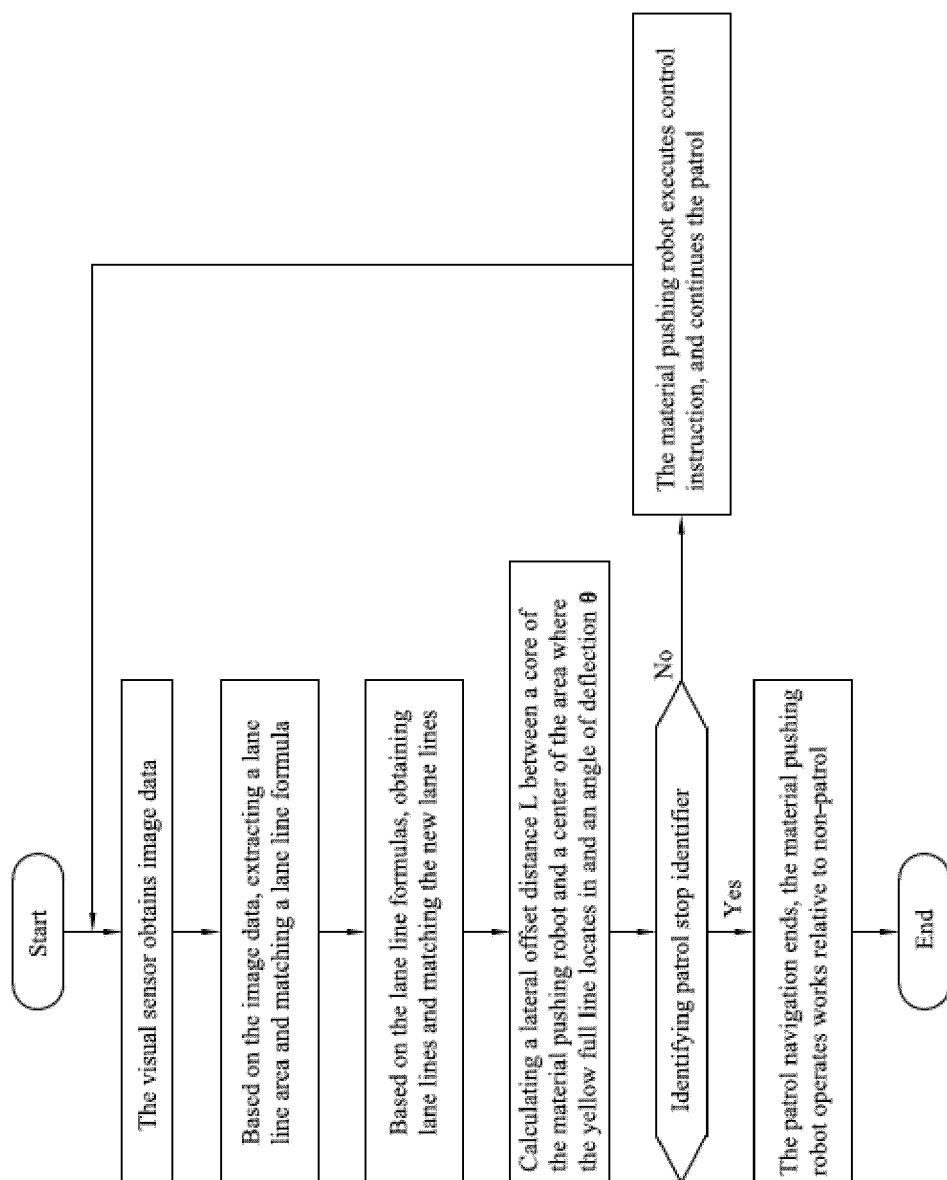 Start
The visual sensor obtains image data
Based on the image data, extracting a lane
line area and matching a lane line formula
Based on the lane line formulas, obtaining
lane lines and matching the new lane lines
Calculating a lateral offset distance L between a core of
the material pushing robot and a center of the area where
the yellow full line locates in and an angle of deflection θ
Identifying patrol stop identifier
No
The material pushing robot executes control
instruction, and continues the patrol
Yes
The patrol navigation ends, the material pushing
robot operates works relative to non-patrol
End